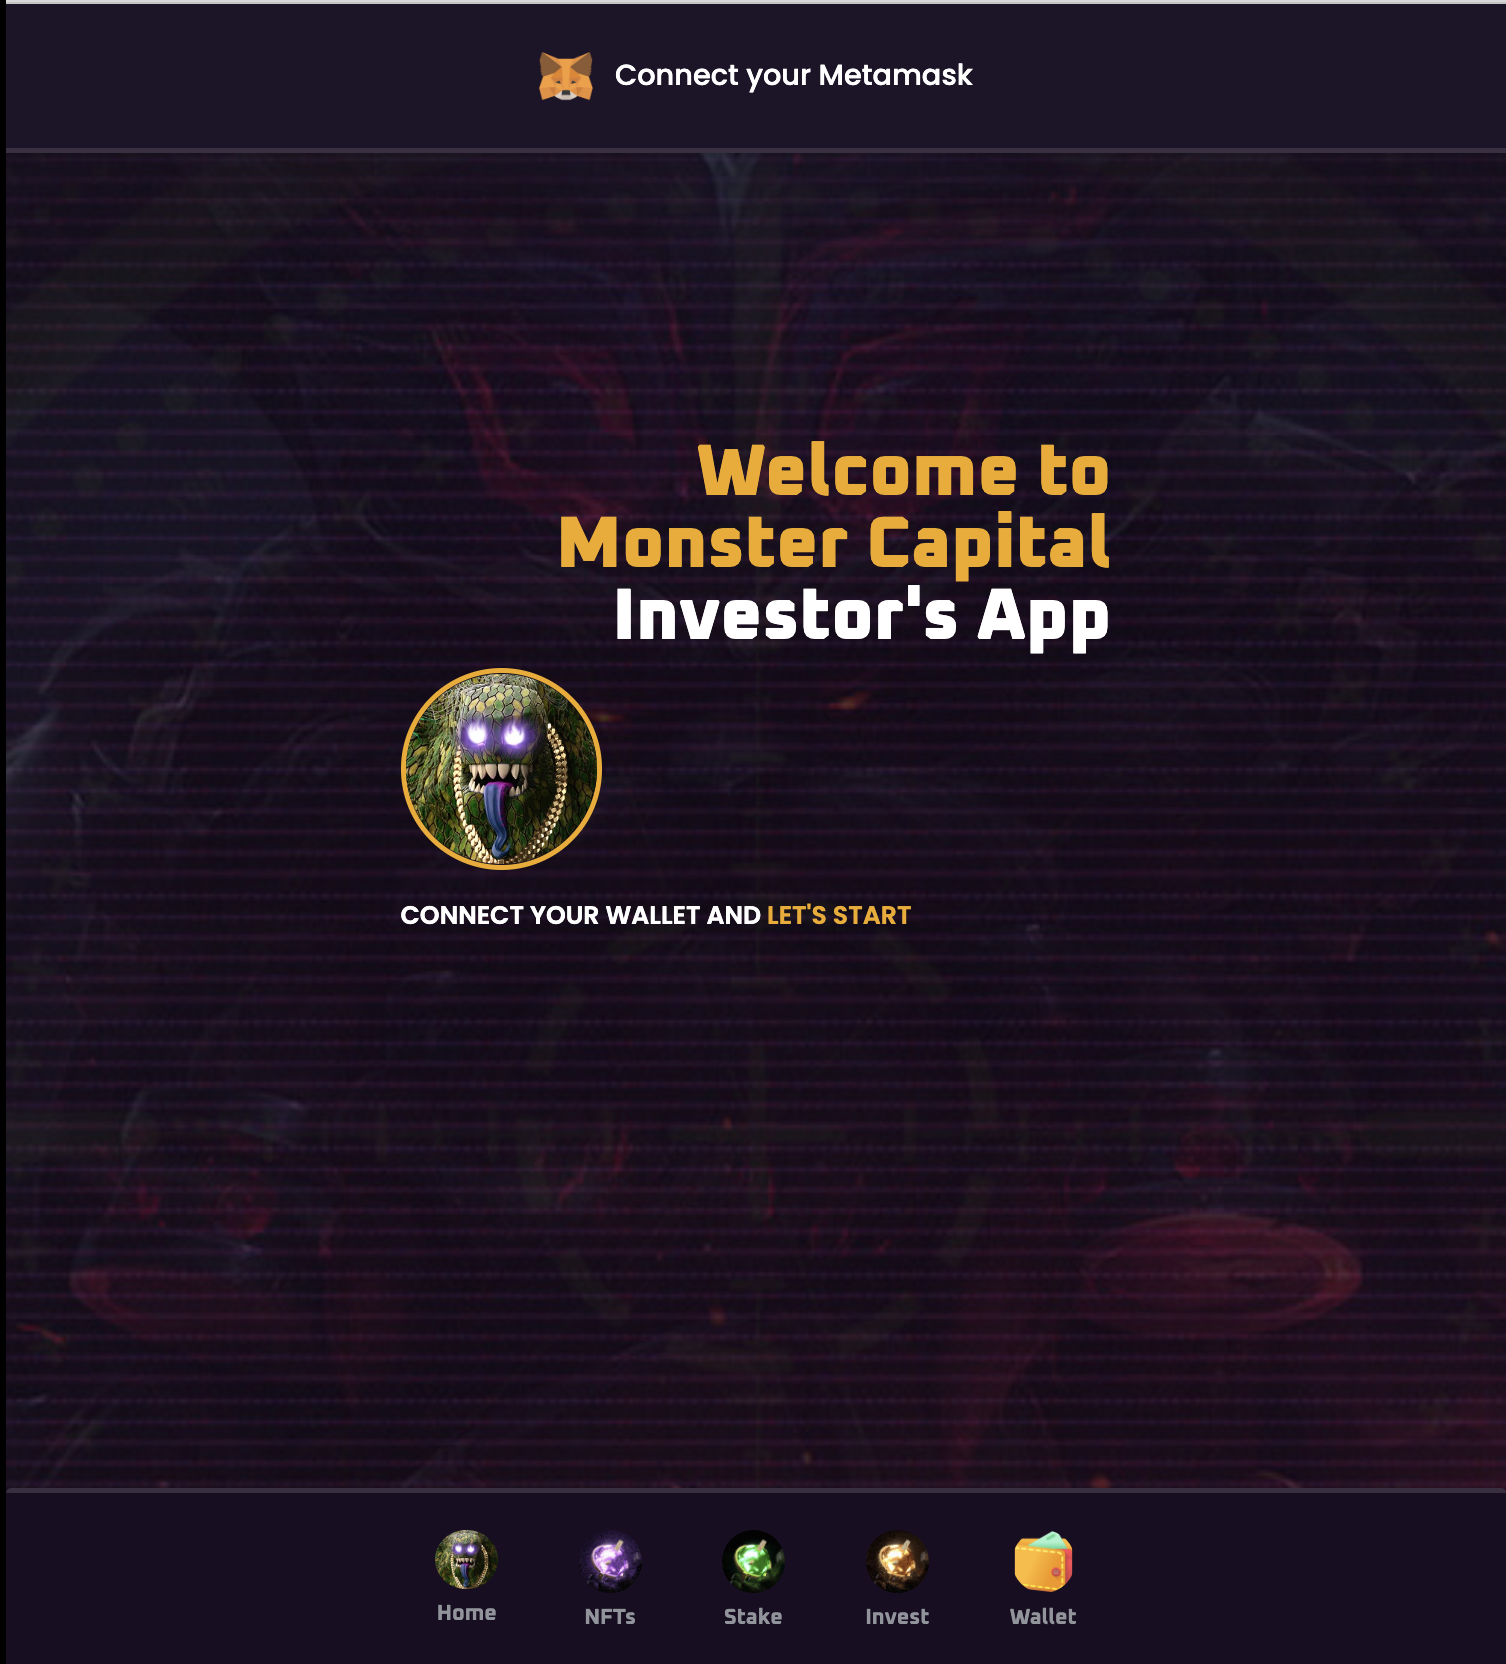 Connect your Metamask
Welcome to
Monster Capital
Investor's App
CONNECT YOUR WALLET AND LET'S START
Home
NFTs
Stake
Invest
Wallet